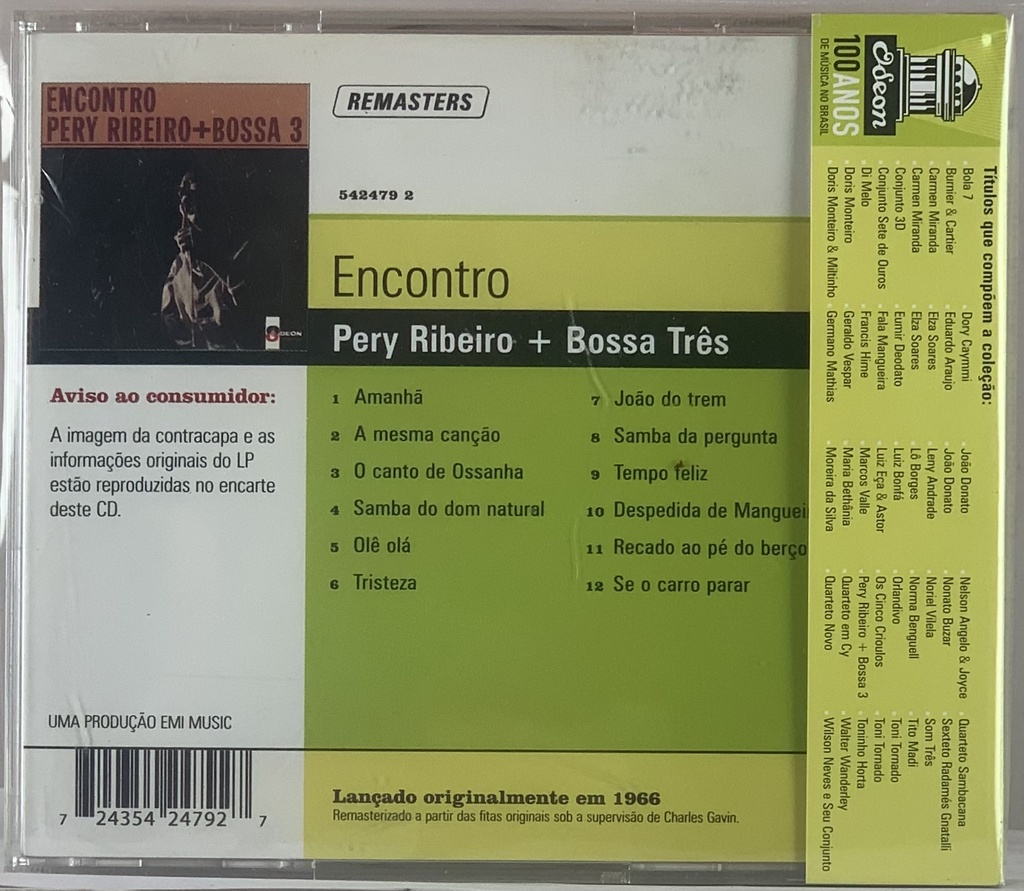 ENCONTRO
PERY RIBEIRO+BOSSA 3
ODEON
REMASTERS
542479 2
Encontro
Pery Ribeiro + Bossa Três
Aviso ao consumidor:
A imagem da contracapa e as
informações originais do LP
estão reproduzidas no encarte
deste CD.
1 Amanhã
2 A mesma canção
3 O canto de Ossanha
4 Samba do dom natural
5 Olê olá
6 Tristeza
7 João do trem
8 Samba da pergunta
9 Tempo feliz
10 Despedida de Manguei
11 Recado ao pé do berço
12 Se o carro parar
UMA PRODUÇÃO EMI MUSIC
7 24354 24792 7
Lançado originalmente em 1966
Remasterizado a partir das fitas originais sob a supervisão de Charles Gavin.
Odeon
100 ANOS
DE MÚSICA NO BRASIL
Títulos que compõem a coleção:
· Bola 7
· Burnier & Cartier
· Carmen Miranda
· Carmen Miranda
· Conjunto 3D
· Conjunto Sete de Ouros
· Di Melo
· Doris Monteiro
· Doris Monteiro & Miltinho
· Dory Caymmi
· Eduardo Araujo
· Elza Soares
· Elza Soares
· Eumir Deodato
· Fala Mangueira
· Francis Hime
· Geraldo Vespar
· Germano Mathias
· João Donato
· João Donato
· Leny Andrade
· Lô Borges
· Luiz Bonfá
· Luiz Eça & Astor
· Marcos Valle
· Maria Bethânia
· Moreira da Silva
· Nelson Angelo & Joyce
· Nonato Buzar
· Noriel Vilela
· Norma Benguell
· Orlandivo
· Os Cinco Crioulos
· Pery Ribeiro + Bossa 3
· Quarteto em Cy
· Quarteto Novo
· Quarteto Sambacana
· Sexteto Radamés Gnatalli
· Som Três
· Tito Madi
· Toni Tornado
· Toni Tornado
· Toninho Horta
· Walter Wanderley
· Wilson Neves e Seu Conjunto